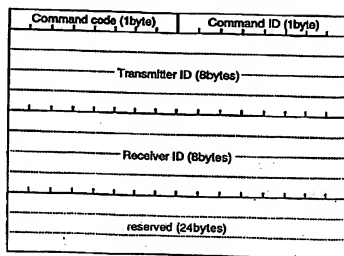 Command code (1byte) Command ID (1byte)
Transmitter ID (8bytes)
Receiver ID (8bytes)
reserved (24bytes)